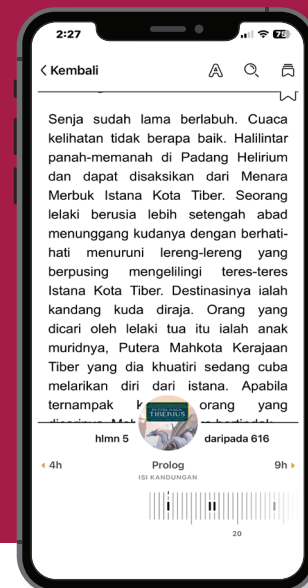 2:27
75
Kembali
Senja sudah lama berlabuh. Cuaca
kelihatan tidak berapa baik. Halilintar
panah-memanah di Padang Helirium
dan dapat disaksikan dari Menara
Merbuk Istana Kota Tiber. Seorang
lelaki berusia lebih setengah abad
menunggang kudanya dengan berhati-
hati menuruni lereng-lereng yang
berpusing mengelilingi teres-teres
Istana Kota Tiber. Destinasinya ialah
kandang kuda diraja. Orang yang
dicari oleh lelaki tua itu ialah anak
muridnya, Putera Mahkota Kerajaan
Tiber yang dia khuatiri sedang cuba
melarikan diri dari istana. Apabila
ternampak orang yang
TIBERIUS
hlmn 5 daripada 616
4h Prolog 9h
ISI KANDUNGAN
I II I
20